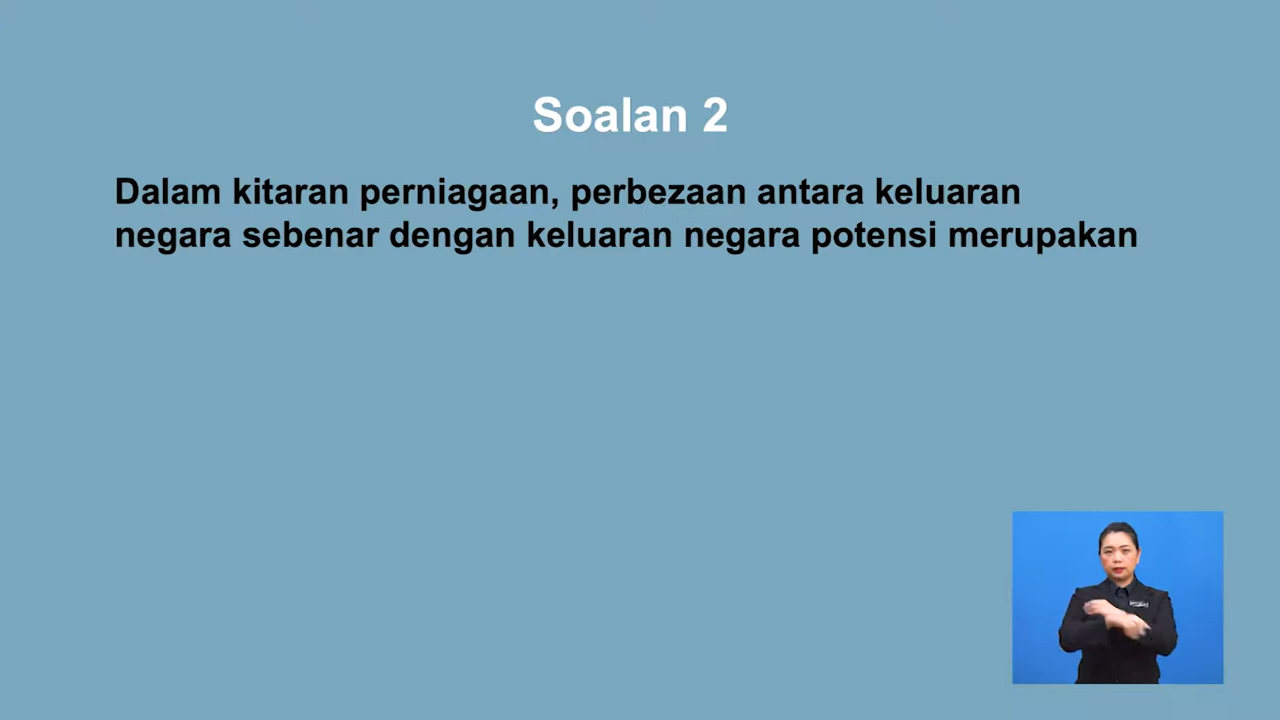 Soalan 2
Dalam kitaran perniagaan, perbezaan antara keluaran
negara sebenar dengan keluaran negara potensi merupakan